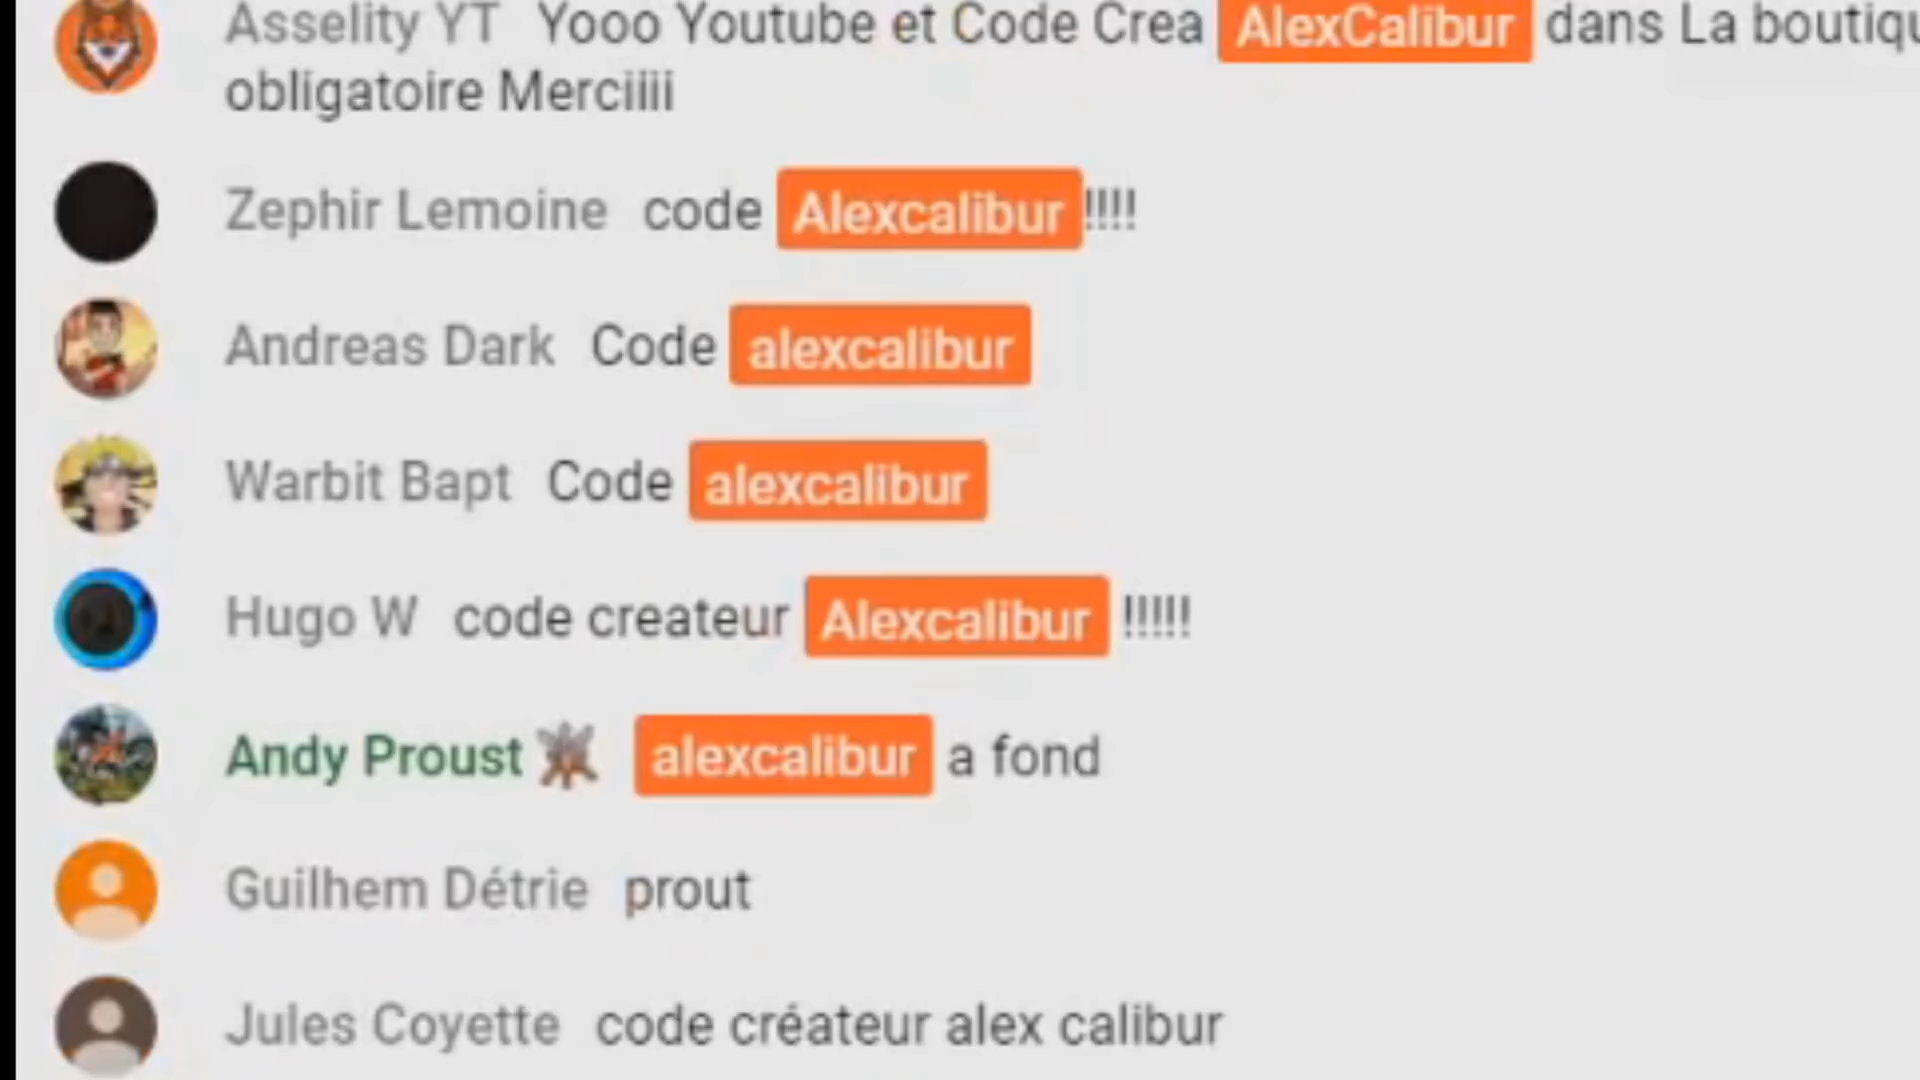 Asselity YT Yooo Youtube et Code Crea AlexCalibur dans La
obligatoire Merciiii
Zephir Lemoine code Alexcalibur!!!!
Andreas Dark Code alexcalibur
Warbit Bapt Code alexcalibur
Hugo W code createur Alexcalibur !!!!!
Andy Proust alexcalibur a fond
Guilhem Détrie prout
Jules Coyette code créateur alex calibur